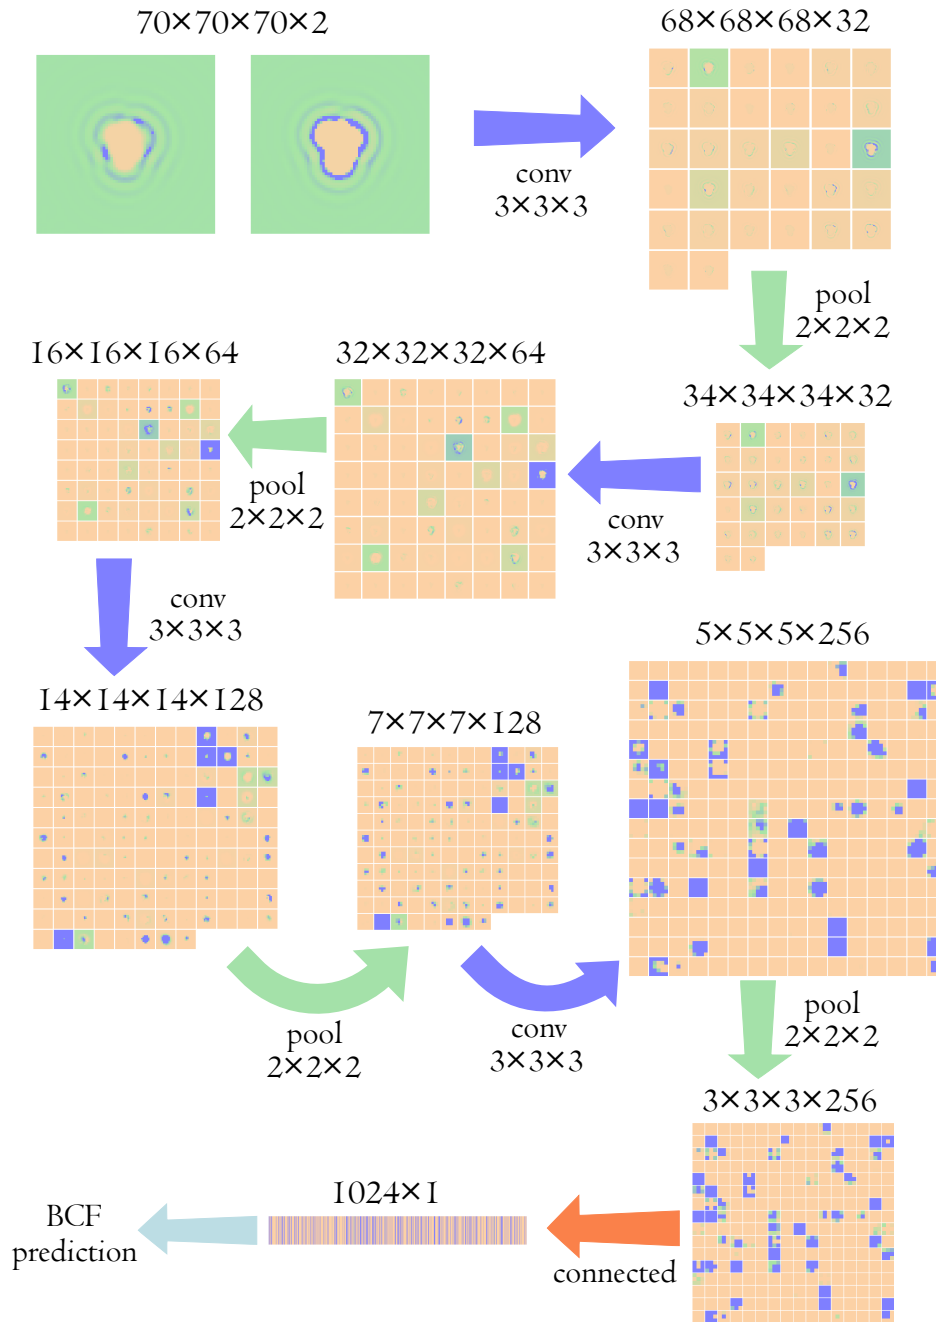 70×70×70×2
68×68×68×32
conv
3×3×3
pool
2×2×2
16×16×16×64
32×32×32×64
34×34×34×32
pool
2×2×2
conv
3×3×3
conv
3×3×3
5×5×5×256
14×14×14×128
7×7×7×128
pool
2×2×2
conv
3×3×3
pool
2×2×2
3×3×3×256
1024×1
BCF
prediction
connected